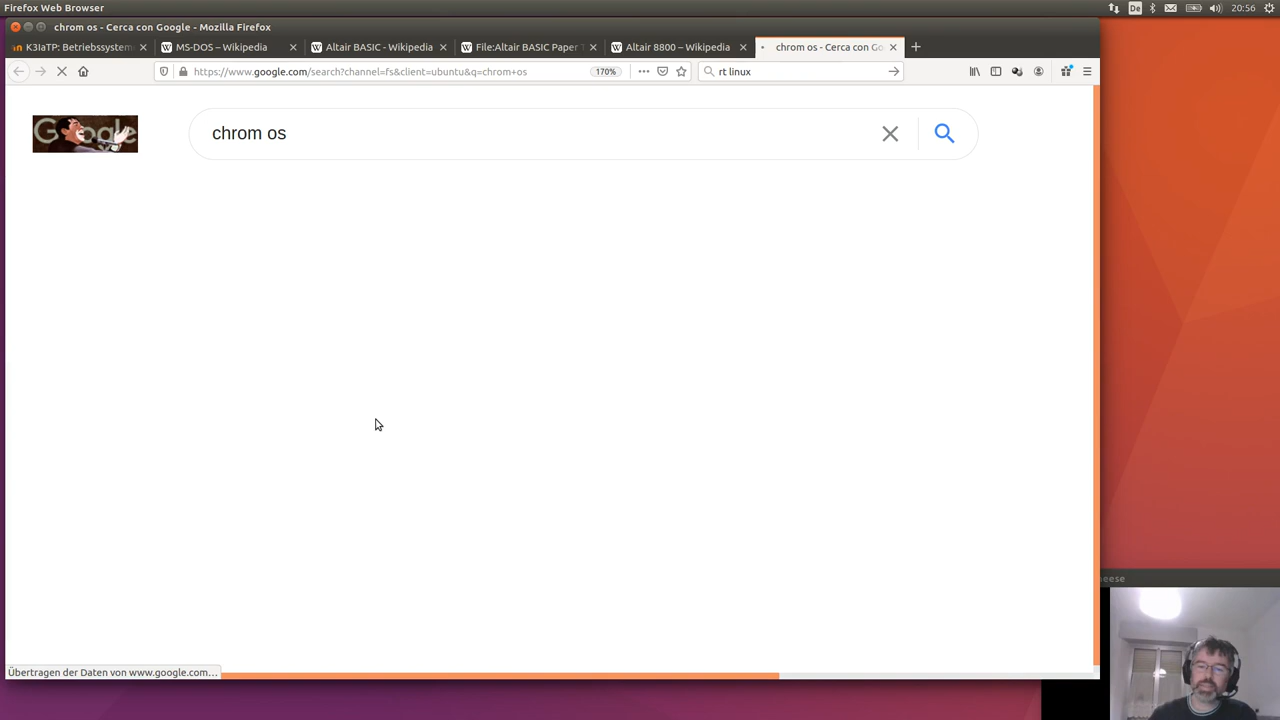 Firefox Web Browser
De
20:56
chrom os - Cerca con Google - Mozilla Firefox
K3IaTP: Betriebssystem
MS-DOS – Wikipedia
Altair BASIC - Wikipedia
File:Altair BASIC Paper T
Altair 8800 – Wikipedia
chrom os - Cerca con Go
https://www.google.com/search?channel=fs&client=ubuntu&q=chrom+os
170%
rt linux
Google
chrom os
Übertragen der Daten von www.google.com…